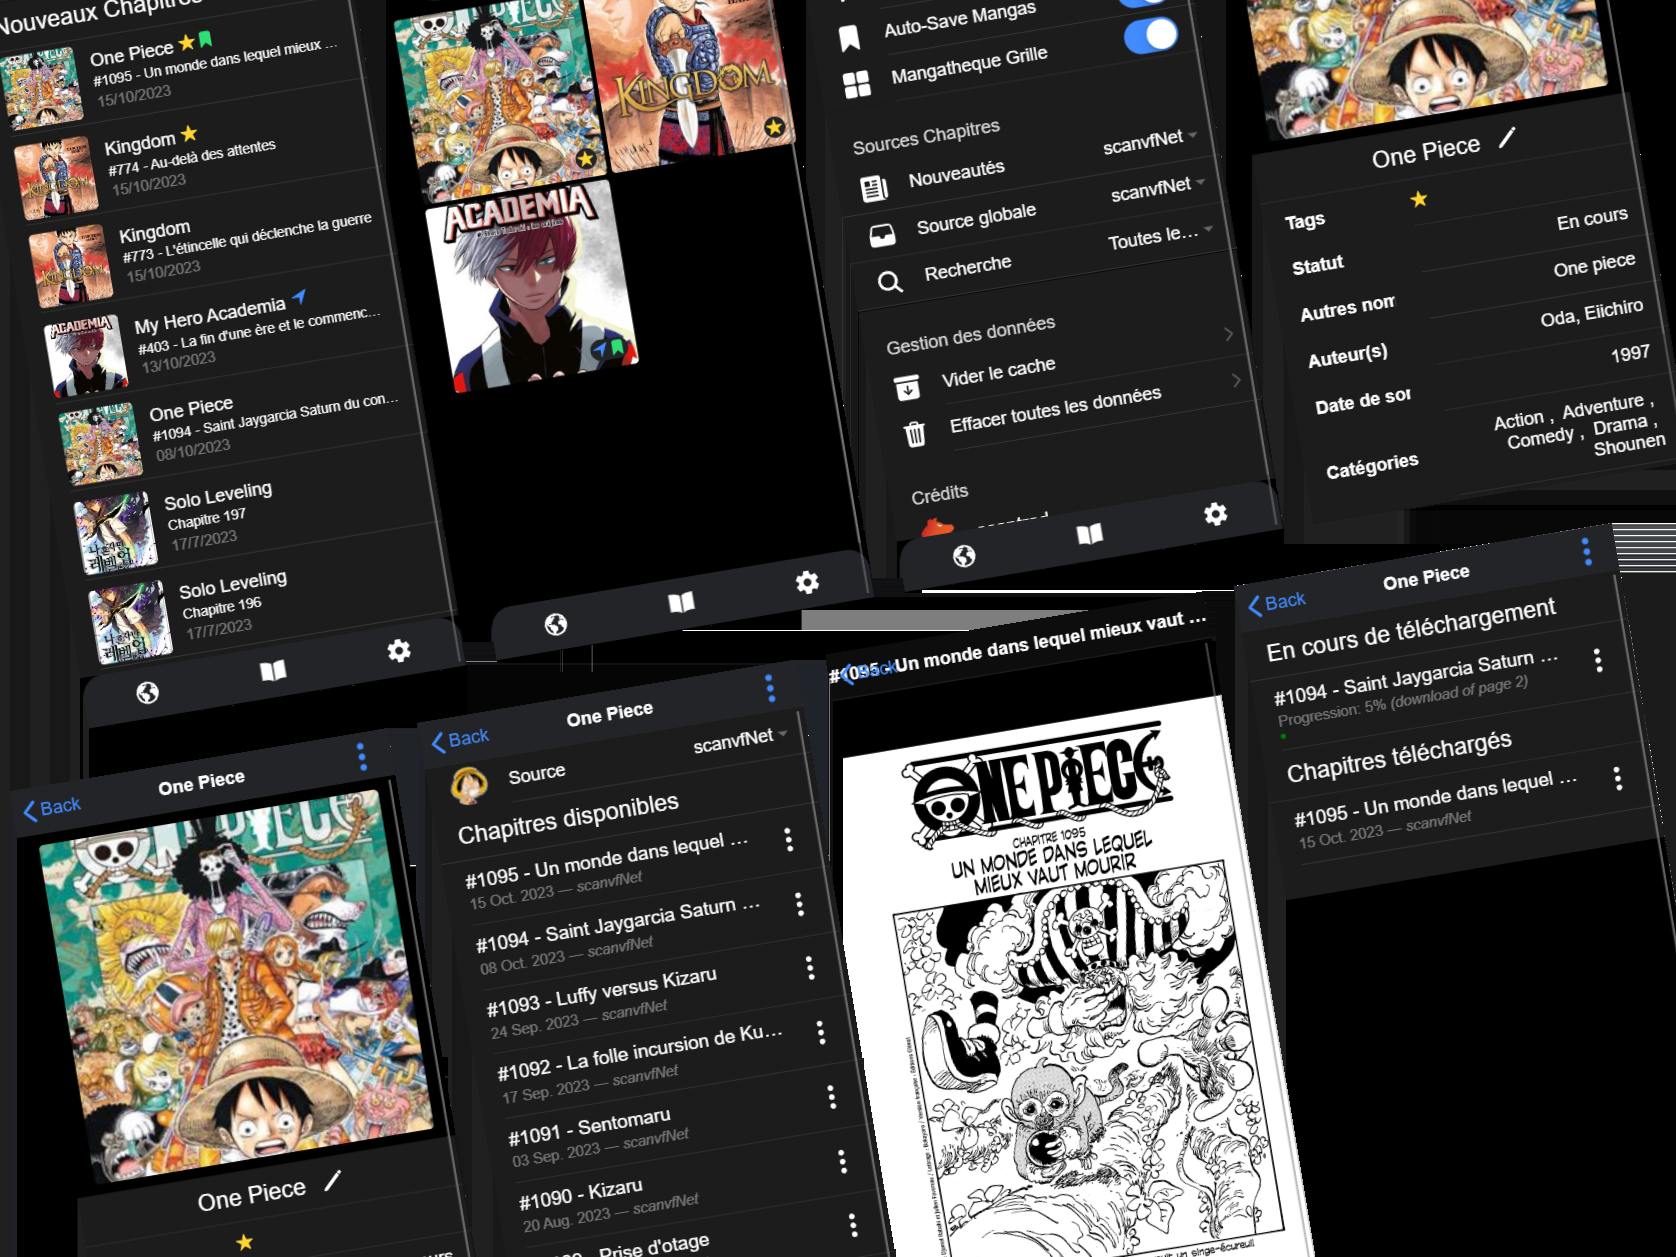 Nouveaux Chapitres
One Piece
#1095 - Un monde dans lequel mieux ...
15/10/2023
Kingdom
#774 - Au-delà des attentes
15/10/2023
Kingdom
#773 - L'étincelle qui déclenche la guerre
15/10/2023
My Hero Academia
#403 - La fin d'une ère et le commenc...
13/10/2023
One Piece
#1094 - Saint Jaygarcia Saturn du con...
08/10/2023
Solo Leveling
Chapitre 197
17/7/2023
Solo Leveling
Chapitre 196
17/7/2023
KINGDOM
ACADEMIA
Auto-Save Mangas
Mangatheque Grille
Sources Chapitres
Nouveautés
scanvfNet
Source globale
scanvfNet
Recherche
Toutes le...
Gestion des données
Vider le cache
Effacer toutes les données
Crédits
One Piece
Tags
Statut
En cours
Autres nom
One piece
Auteur(s)
Oda, Eiichiro
Date de sor
1997
Catégories
Action , Adventure ,
Comedy , Drama ,
Shounen
Back
One Piece
One Piece
Back
One Piece
Source
scanvfNet
Chapitres disponibles
#1095 - Un monde dans lequel ...
15 Oct. 2023 — scanvfNet
#1094 - Saint Jaygarcia Saturn ...
08 Oct. 2023 — scanvfNet
#1093 - Luffy versus Kizaru
24 Sep. 2023 — scanvfNet
#1092 - La folle incursion de Ku...
17 Sep. 2023 — scanvfNet
#1091 - Sentomaru
03 Sep. 2023 — scanvfNet
#1090 - Kizaru
20 Aug. 2023 — scanvfNet
Prise d'otage
Back
#1095 - Un monde dans lequel mieux vaut ...
ONE PIECE
CHAPITRE 1095
UN MONDE DANS LEQUEL
MIEUX VAUT MOURIR
un singe-écureuil
Back
One Piece
En cours de téléchargement
#1094 - Saint Jaygarcia Saturn ...
Progression: 5% (download of page 2)
Chapitres téléchargés
#1095 - Un monde dans lequel ...
15 Oct. 2023 — scanvfNet